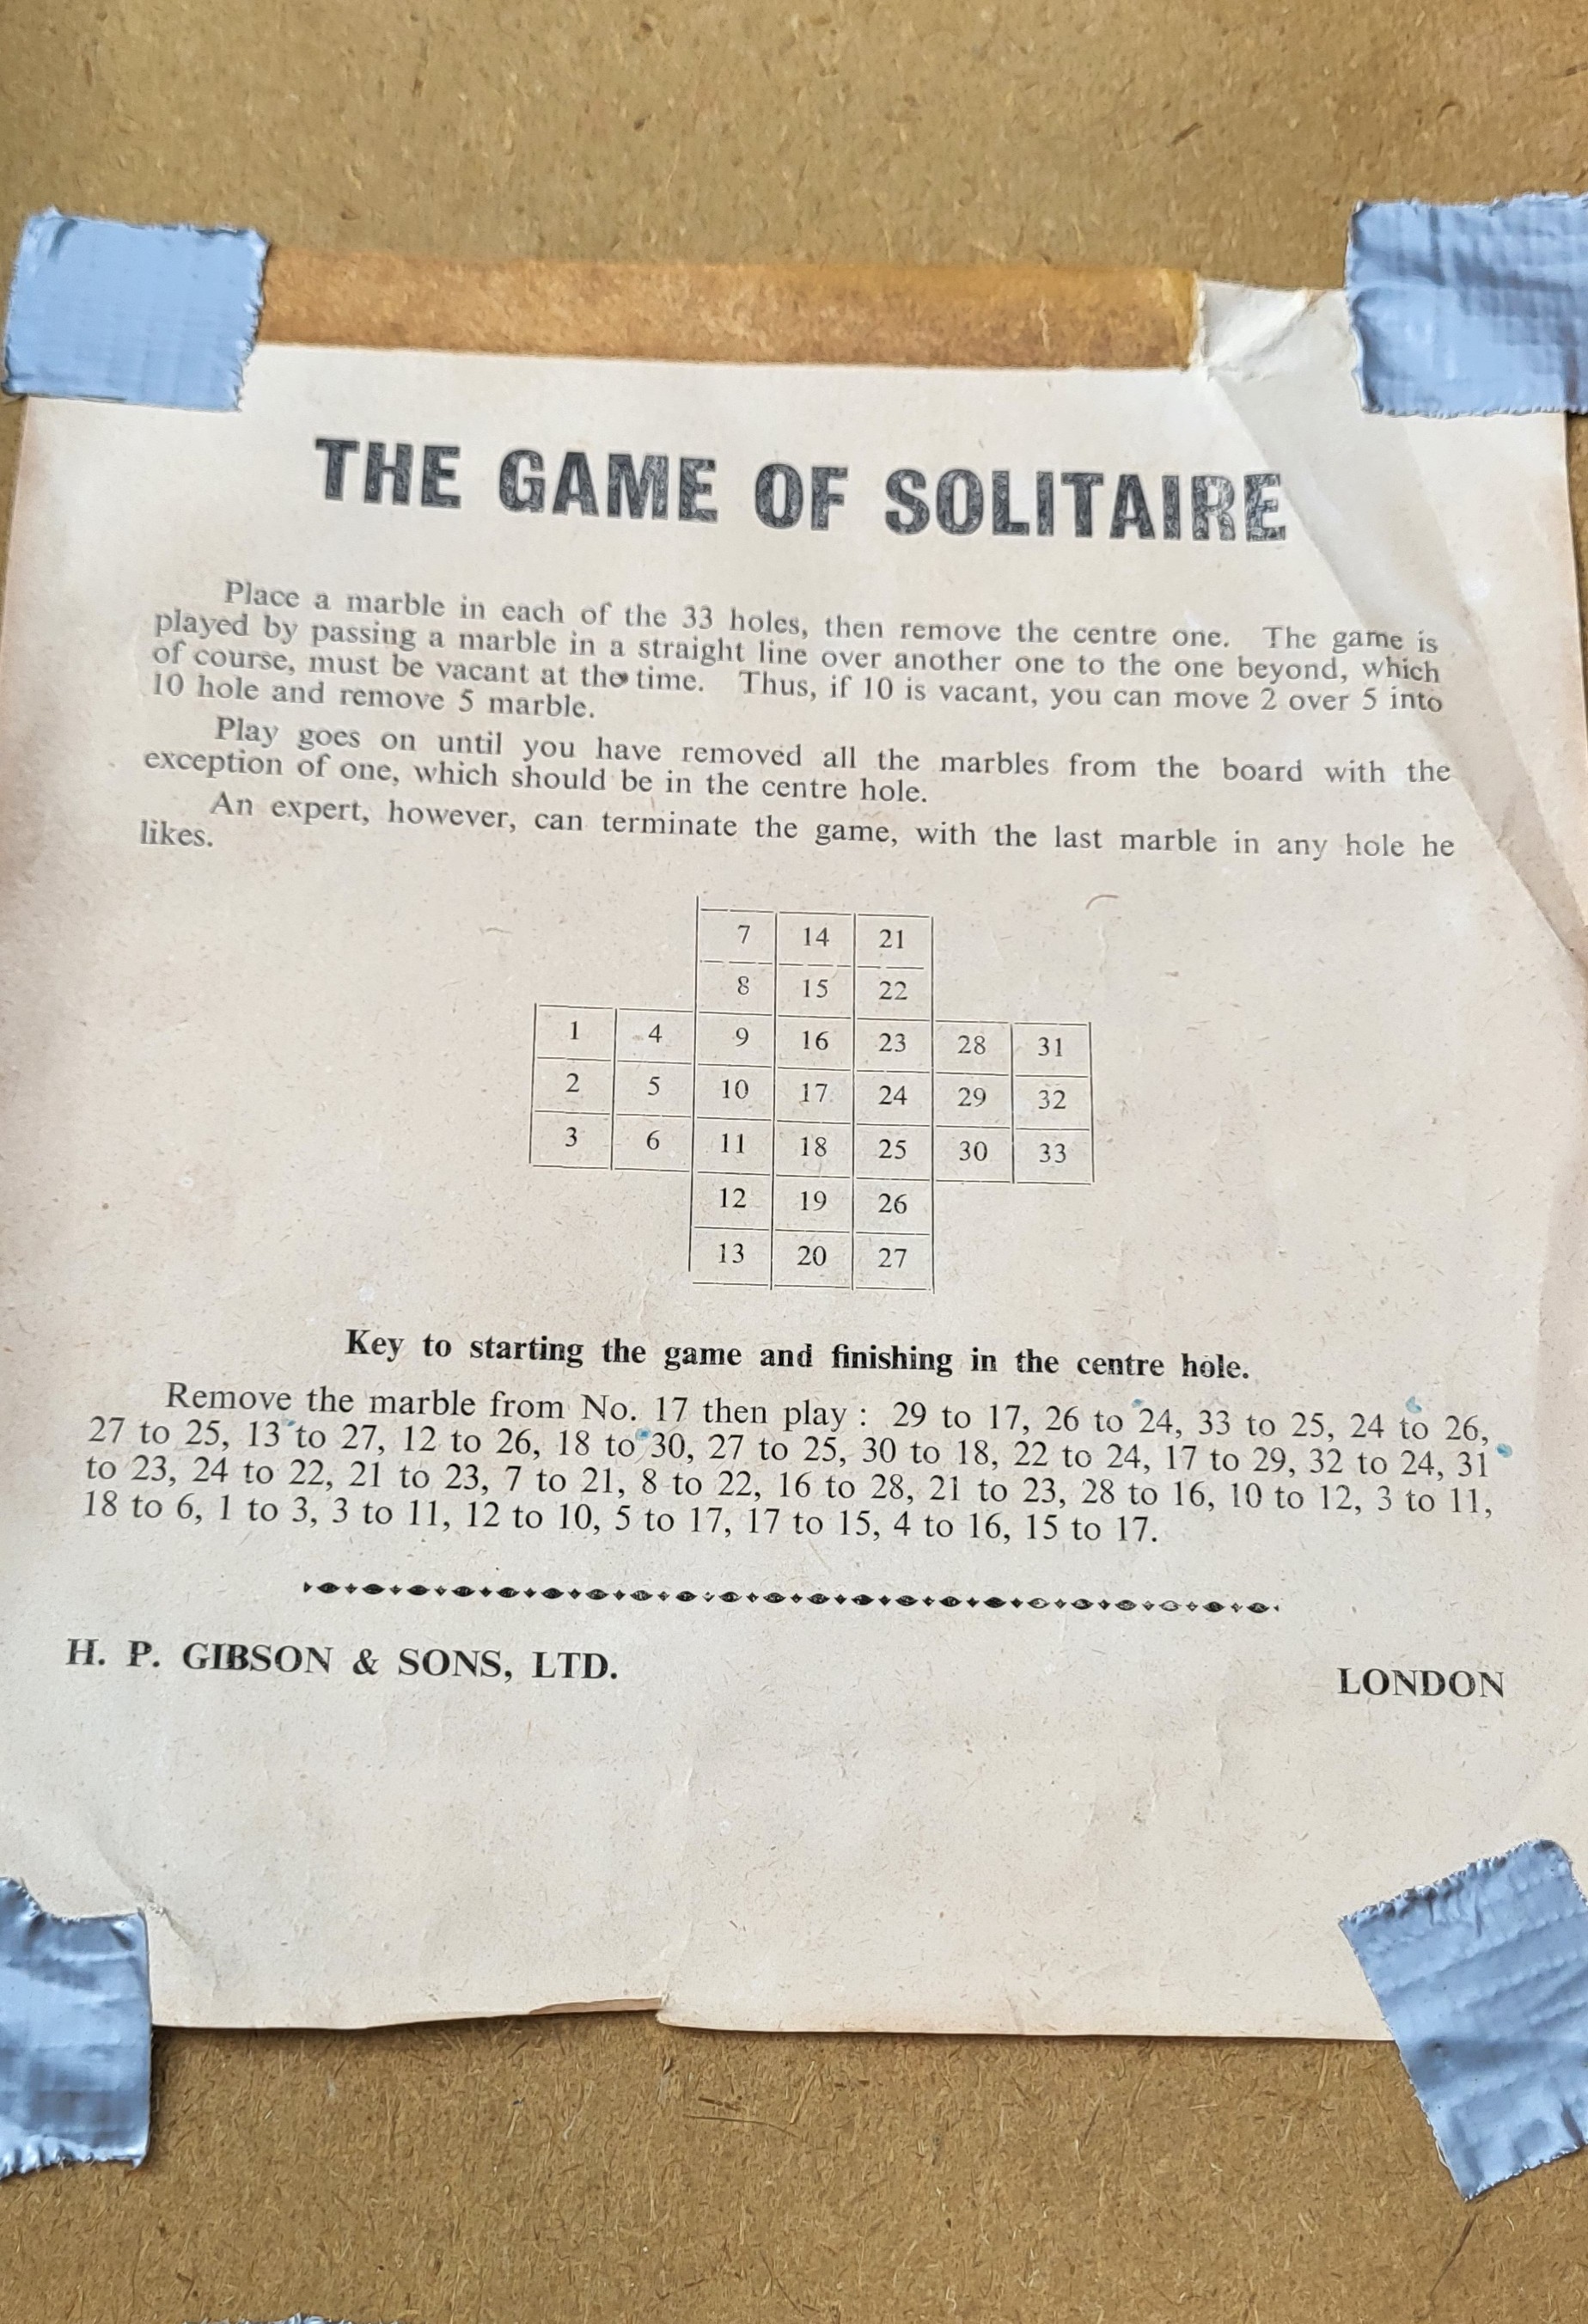 THE GAME OF SOLITAIRE
Place a marble in each of the 33 holes, then remove the centre one. The game is
played by passing a marble in a straight line over another one to the one beyond, which
of course, must be vacant at the time. Thus, if 10 is vacant, you can move 2 over 5 into
10 hole and remove 5 marble.
Play goes on until you have removed all the marbles from the board with the
exception of one, which should be in the centre hole.
An expert, however, can terminate the game, with the last marble in any hole he
likes.
7 14 21
8 15 22
1 4 9 16 23 28 31
2 5 10 17 24 29 32
3 6 11 18 25 30 33
12 19 26
13 20 27
Key to starting the game and finishing in the centre hole.
Remove the marble from No. 17 then play : 29 to 17, 26 to 24, 33 to 25, 24 to 26,
27 to 25, 13 to 27, 12 to 26, 18 to 30, 27 to 25, 30 to 18, 22 to 24, 17 to 29, 32 to 24, 31
to 23, 24 to 22, 21 to 23, 7 to 21, 8 to 22, 16 to 28, 21 to 23, 28 to 16, 10 to 12, 3 to 11,
18 to 6, 1 to 3, 3 to 11, 12 to 10, 5 to 17, 17 to 15, 4 to 16, 15 to 17.
H. P. GIBSON & SONS, LTD.
LONDON